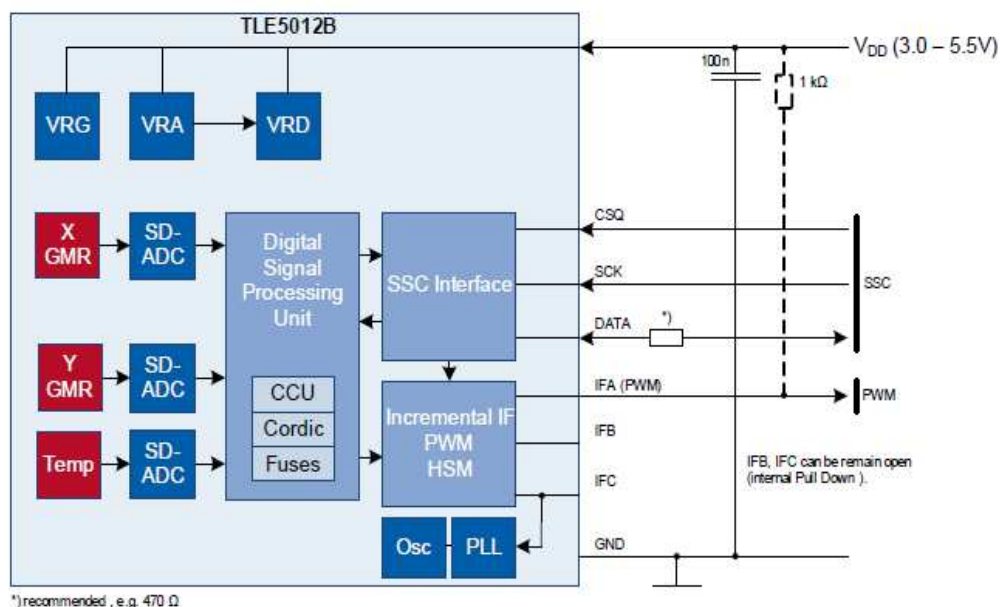 TLE5012B
V_DD (3.0 – 5.5V)
100n
1 kΩ
VRG
VRA
VRD
X
GMR
SD-
ADC
Digital
Signal
Processing
Unit
SSC Interface
CSQ
SCK
DATA
*)
SSC
Y
GMR
SD-
ADC
CCU
Cordic
Fuses
Incremental IF
PWM
HSM
IFA (PWM)
PWM
IFB
IFC
IFB, IFC can be remain open
(internal Pull Down ).
Temp
SD-
ADC
Osc
PLL
GND
*) recommended , e.g. 470 Ω